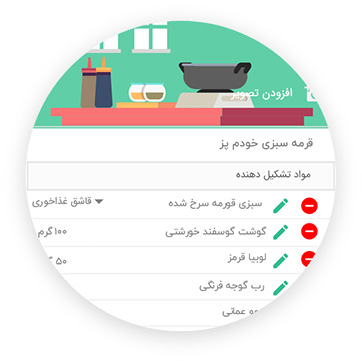 افزودن تصویر
قرمه سبزی خودم پز
مواد تشکیل دهنده
سبزی قورمه سرخ شده قاشق غذاخوری
گوشت گوسفند خورشتی ۱۰۰ گرم
لوبیا قرمز ۵۰
رب گوجه فرنگی
عمانی